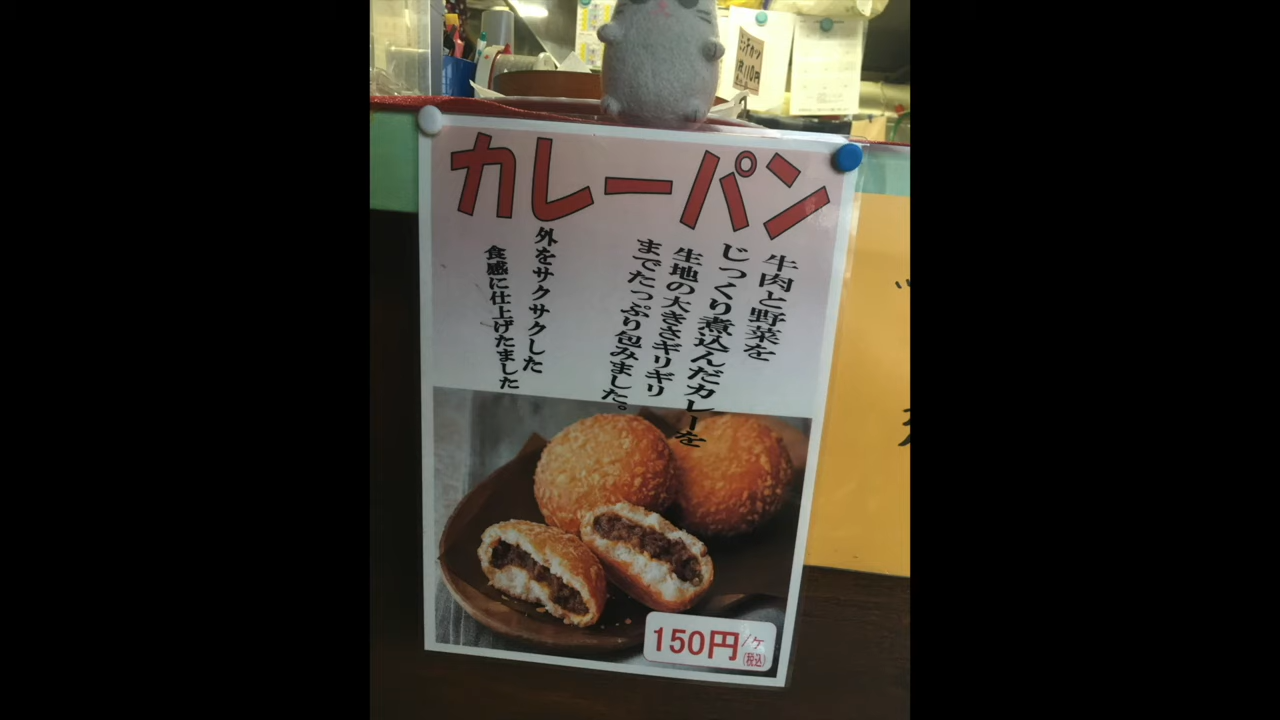 カレーパン
牛肉と野菜を
じっくり煮込んだカレーを
生地の大きさギリギリ
までたっぷり包みました。
外をサクサクした
食感に仕上げたました
150円/ケ
(税込)